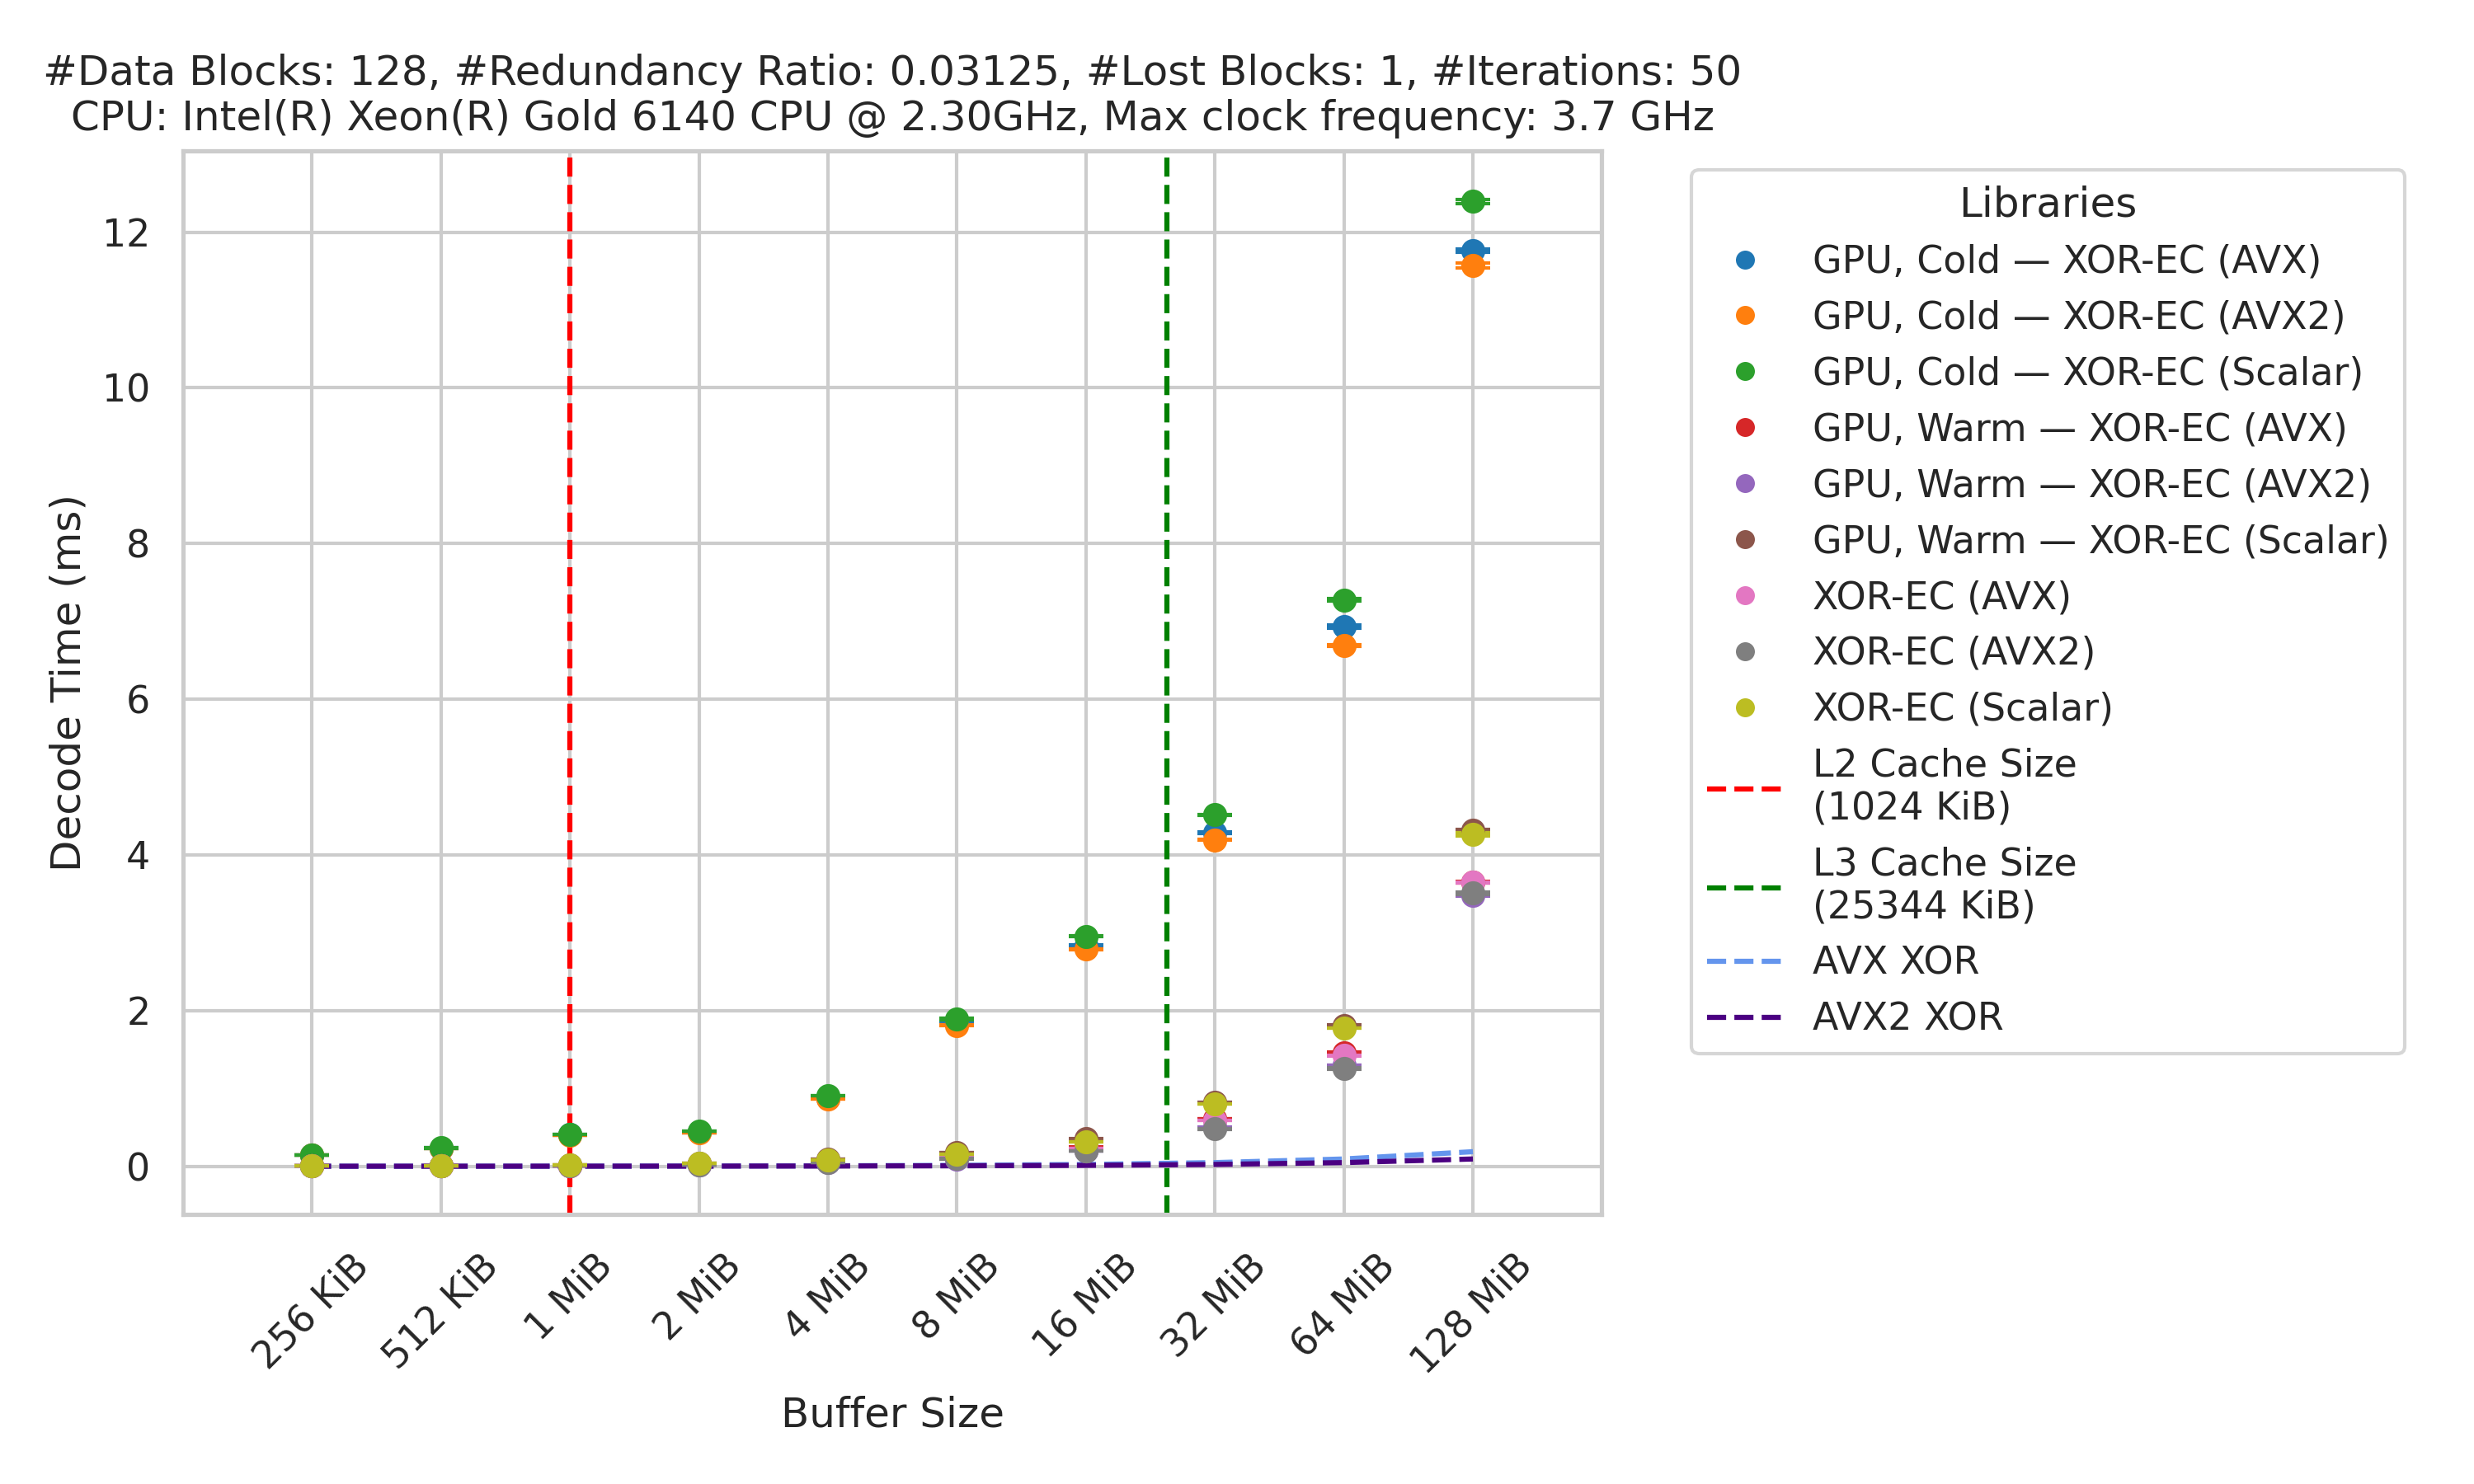 #Data Blocks: 128, #Redundancy Ratio: 0.03125, #Lost Blocks: 1, #Iterations: 50
CPU: Intel(R) Xeon(R) Gold 6140 CPU @ 2.30GHz, Max clock frequency: 3.7 GHz
Decode Time (ms)
12
10
8
6
4
2
0
256 KiB
512 KiB
1 MiB
2 MiB
4 MiB
8 MiB
16 MiB
32 MiB
64 MiB
128 MiB
Buffer Size
Libraries
GPU, Cold — XOR-EC (AVX)
GPU, Cold — XOR-EC (AVX2)
GPU, Cold — XOR-EC (Scalar)
GPU, Warm — XOR-EC (AVX)
GPU, Warm — XOR-EC (AVX2)
GPU, Warm — XOR-EC (Scalar)
XOR-EC (AVX)
XOR-EC (AVX2)
XOR-EC (Scalar)
L2 Cache Size
(1024 KiB)
L3 Cache Size
(25344 KiB)
AVX XOR
AVX2 XOR